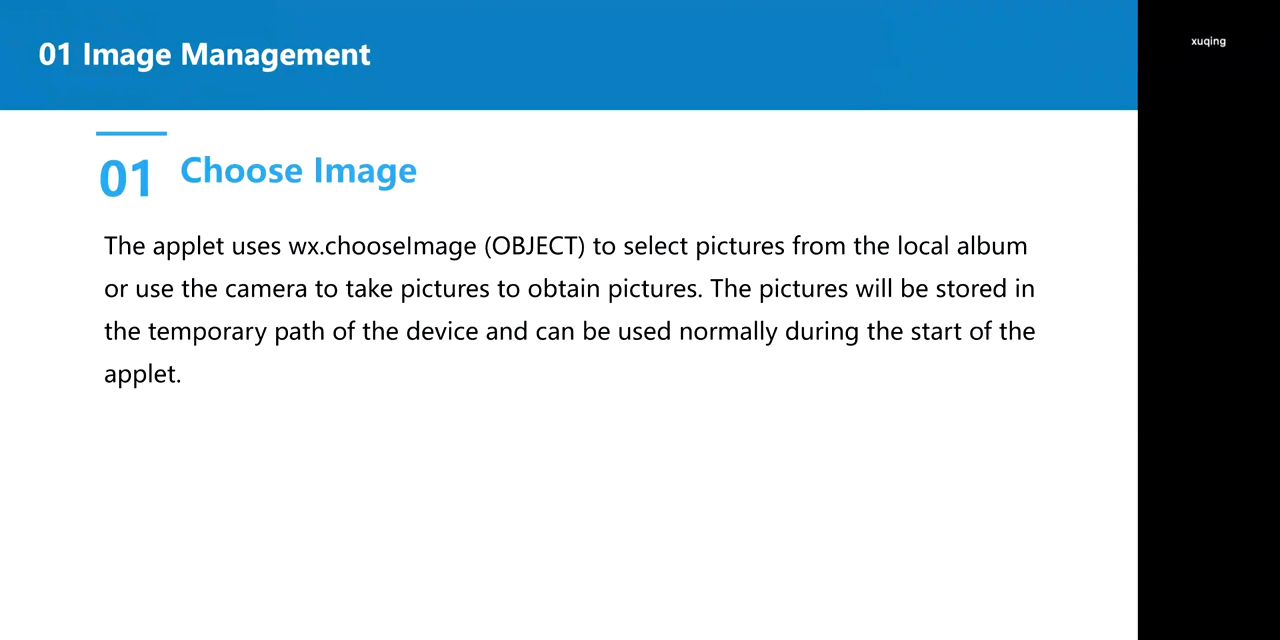 01 Image Management
xuqing
01 Choose Image
The applet uses wx.chooseImage (OBJECT) to select pictures from the local album
or use the camera to take pictures to obtain pictures. The pictures will be stored in
the temporary path of the device and can be used normally during the start of the
applet.